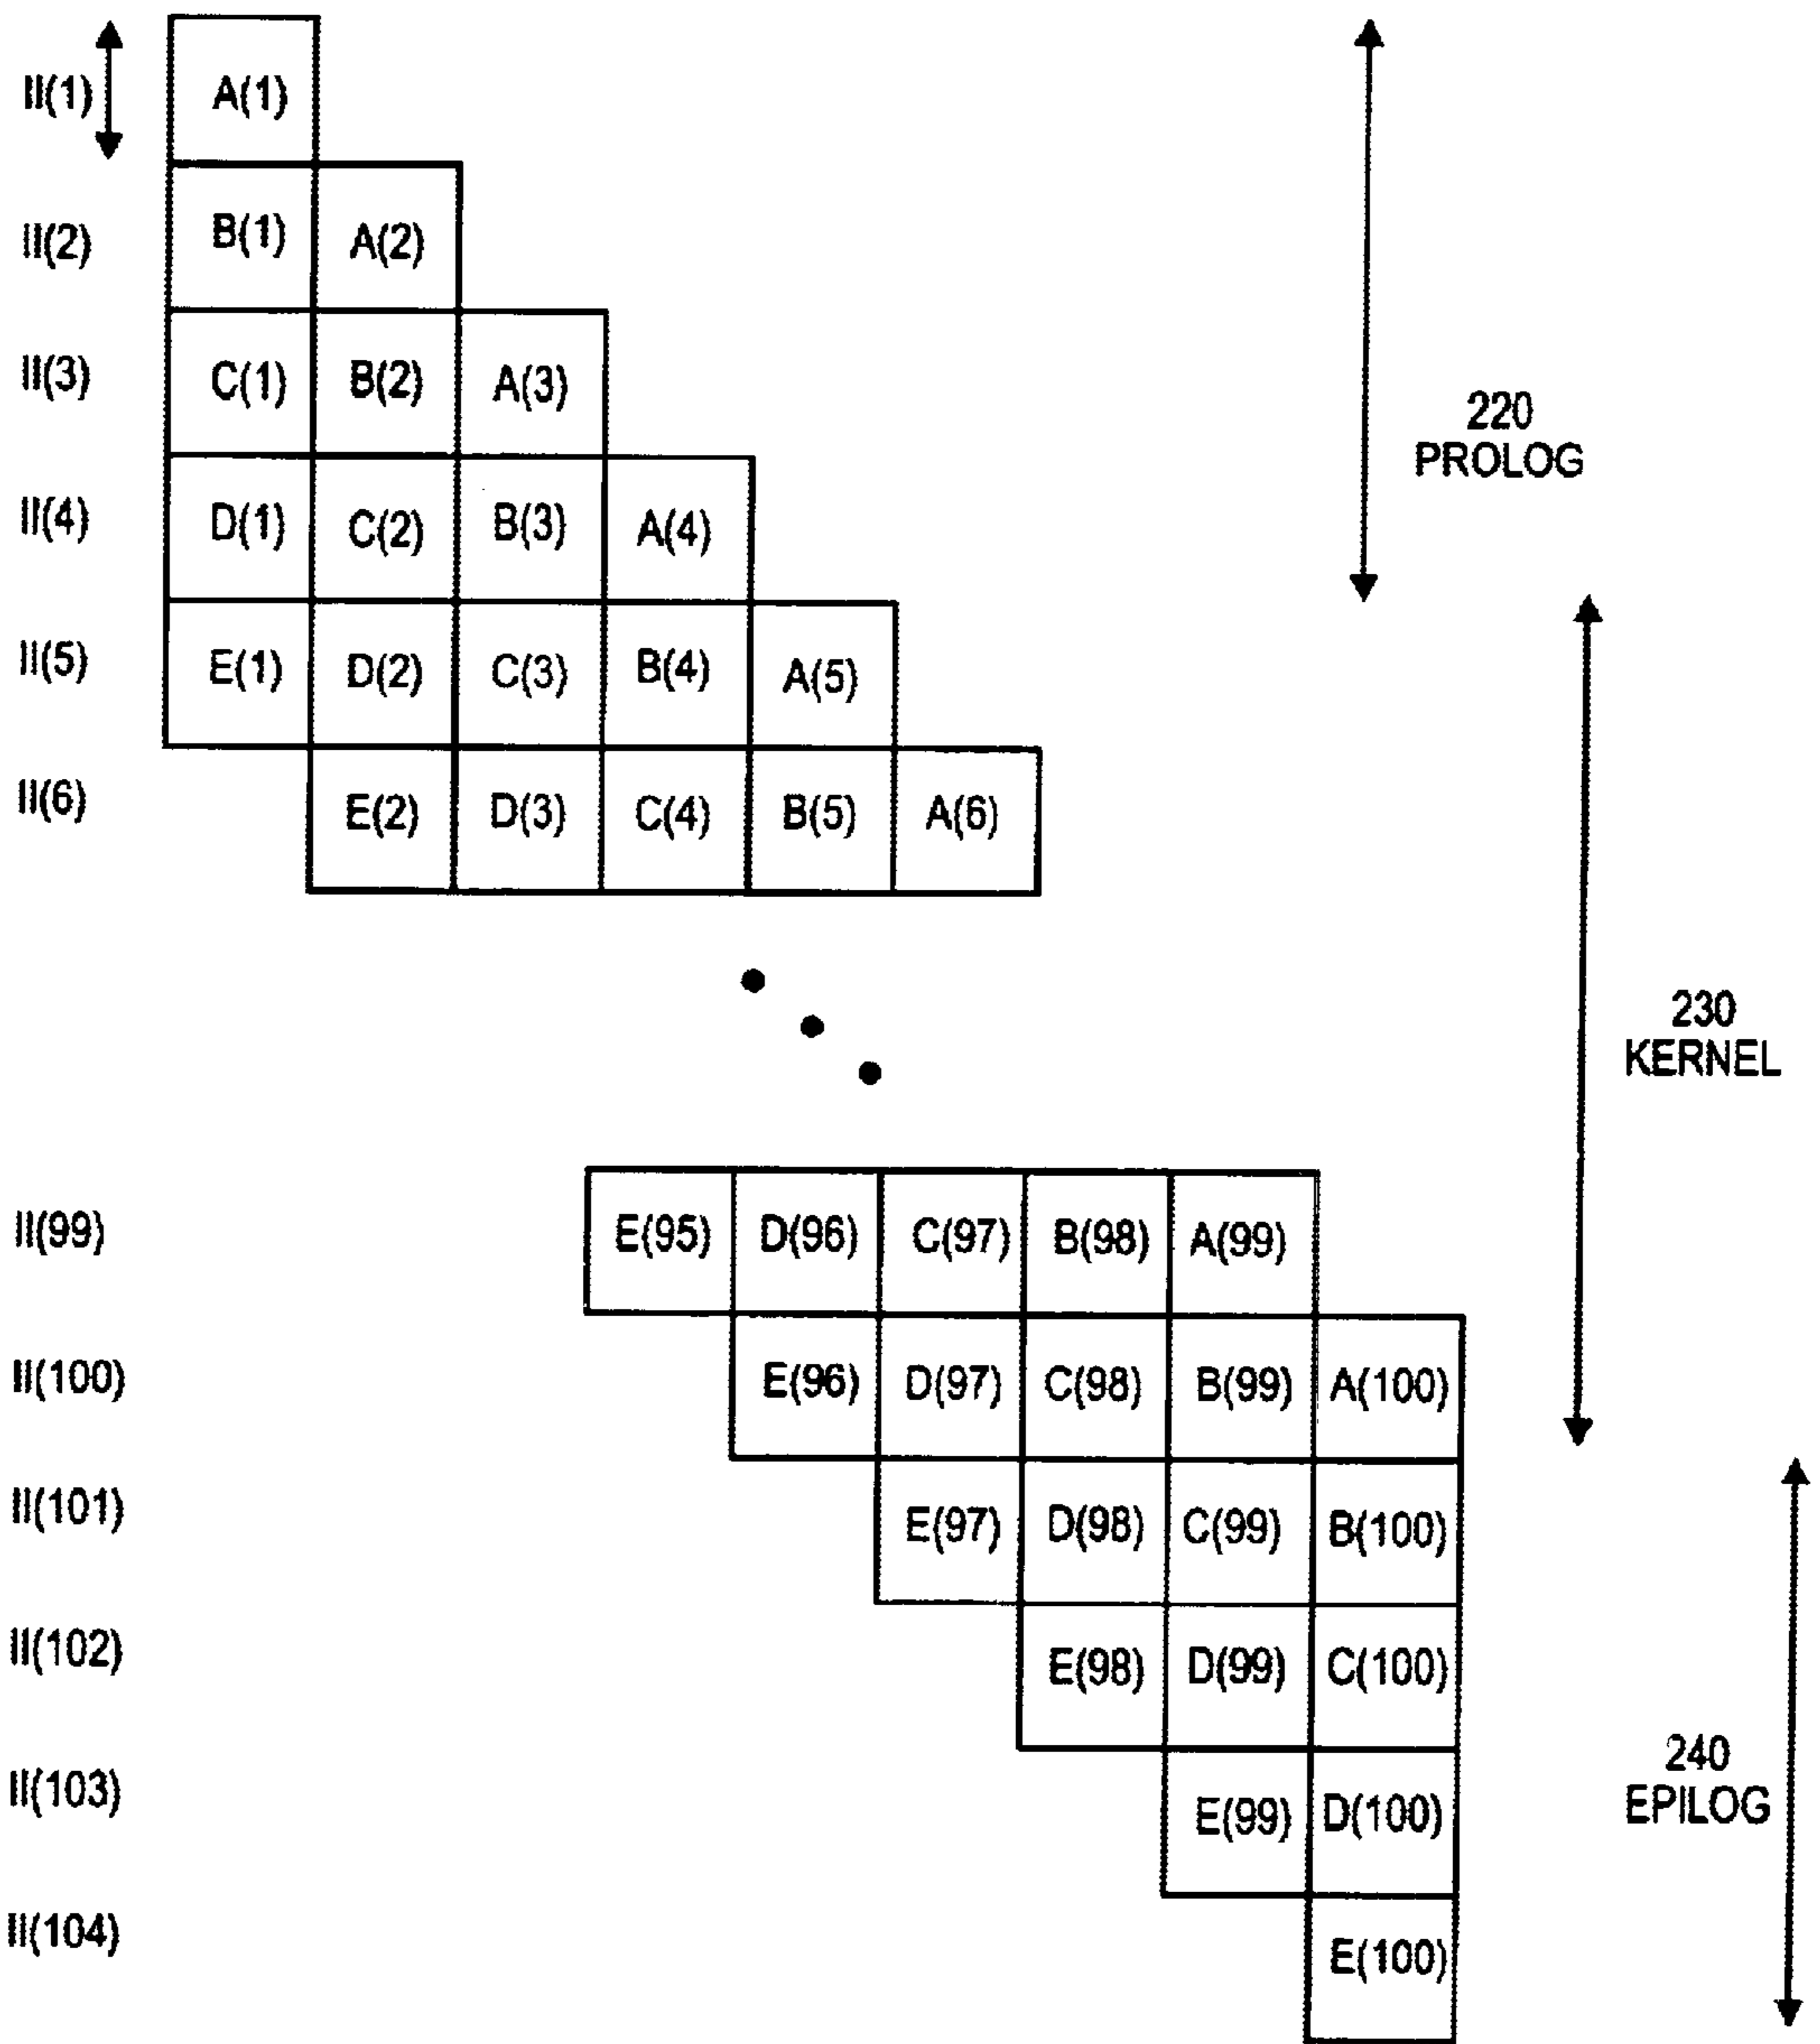 II(1) A(1)
II(2) B(1) A(2)
II(3) C(1) B(2) A(3)
220
PROLOG
II(4) D(1) C(2) B(3) A(4)
II(5) E(1) D(2) C(3) B(4) A(5)
II(6) E(2) D(3) C(4) B(5) A(6)
230
KERNEL
II(99) E(95) D(96) C(97) B(98) A(99)
II(100) E(96) D(97) C(98) B(99) A(100)
II(101) E(97) D(98) C(99) B(100)
II(102) E(98) D(99) C(100)
240
EPILOG
II(103) E(99) D(100)
II(104) E(100)